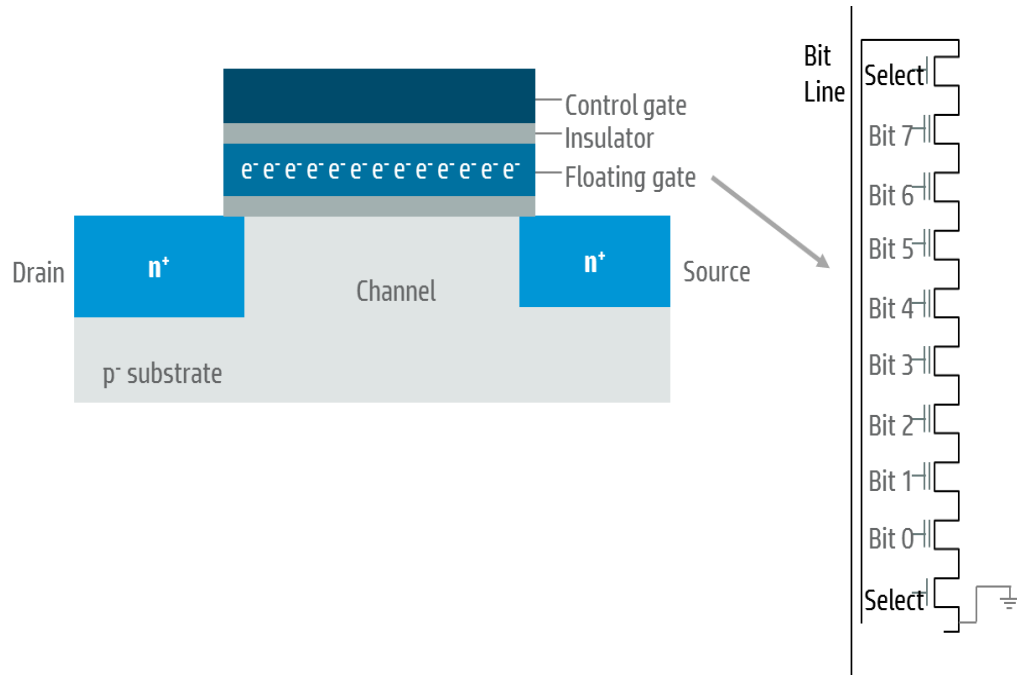 Control gate
Insulator
e⁻ e⁻ e⁻ e⁻ e⁻ e⁻ e⁻ e⁻ e⁻ e⁻ e⁻ e⁻ e⁻
Floating gate
Drain
n⁺
Channel
n⁺
Source
p⁻ substrate
Bit
Line
Select
Bit 7
Bit 6
Bit 5
Bit 4
Bit 3
Bit 2
Bit 1
Bit 0
Select